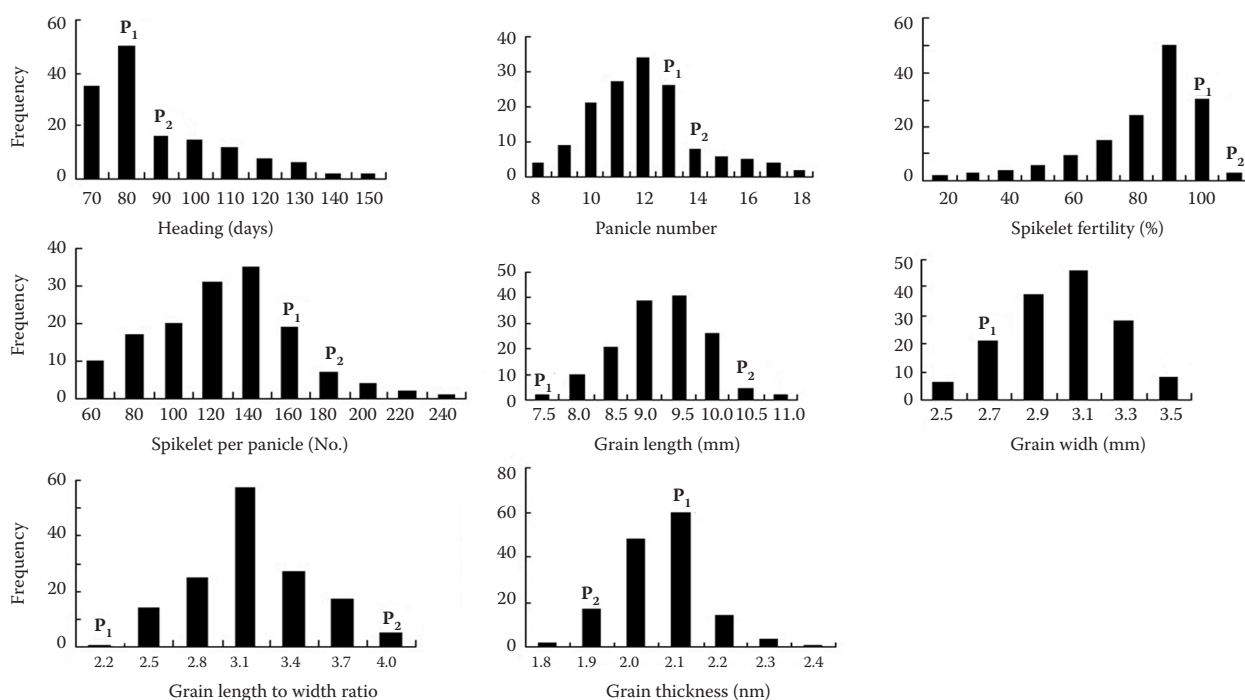 Frequency
60
40
20
0
P1
P2
70 80 90 100 110 120 130 140 150
Heading (days)
40
30
20
10
0
P1
P2
8 10 12 14 16 18
Panicle number
60
40
20
0
P1
P2
20 40 60 80 100
Spikelet fertility (%)
Frequency
40
30
20
10
0
P1
P2
60 80 100 120 140 160 180 200 220 240
Spikelet per panicle (No.)
50
40
30
20
10
0
P1
P2
7.5 8.0 8.5 9.0 9.5 10.0 10.5 11.0
Grain length (mm)
50
40
30
20
10
0
P1
2.5 2.7 2.9 3.1 3.3 3.5
Grain widh (mm)
Frequency
60
40
20
0
P1
P2
2.2 2.5 2.8 3.1 3.4 3.7 4.0
Grain length to width ratio
80
60
40
20
0
P2
P1
1.8 1.9 2.0 2.1 2.2 2.3 2.4
Grain thickness (nm)